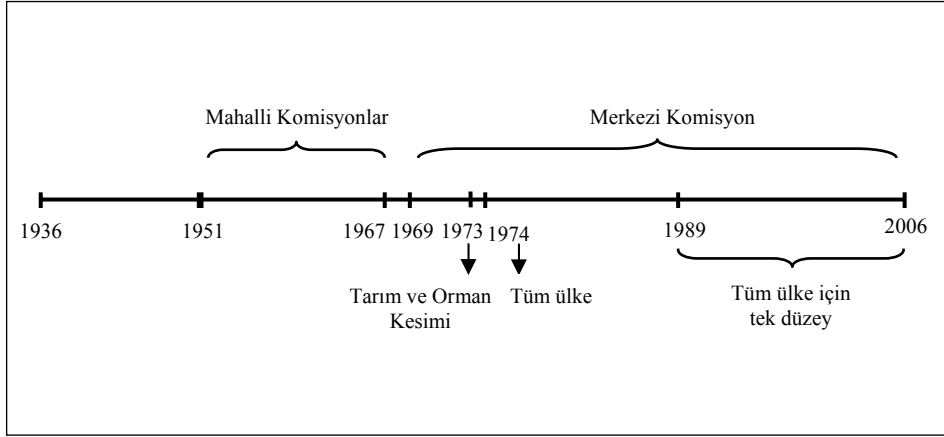 Mahalli Komisyonlar
Merkezi Komisyon
1936
1951
1967
1969
1973
1974
1989
2006
Tarım ve Orman
Kesimi
Tüm ülke
Tüm ülke için
tek düzey